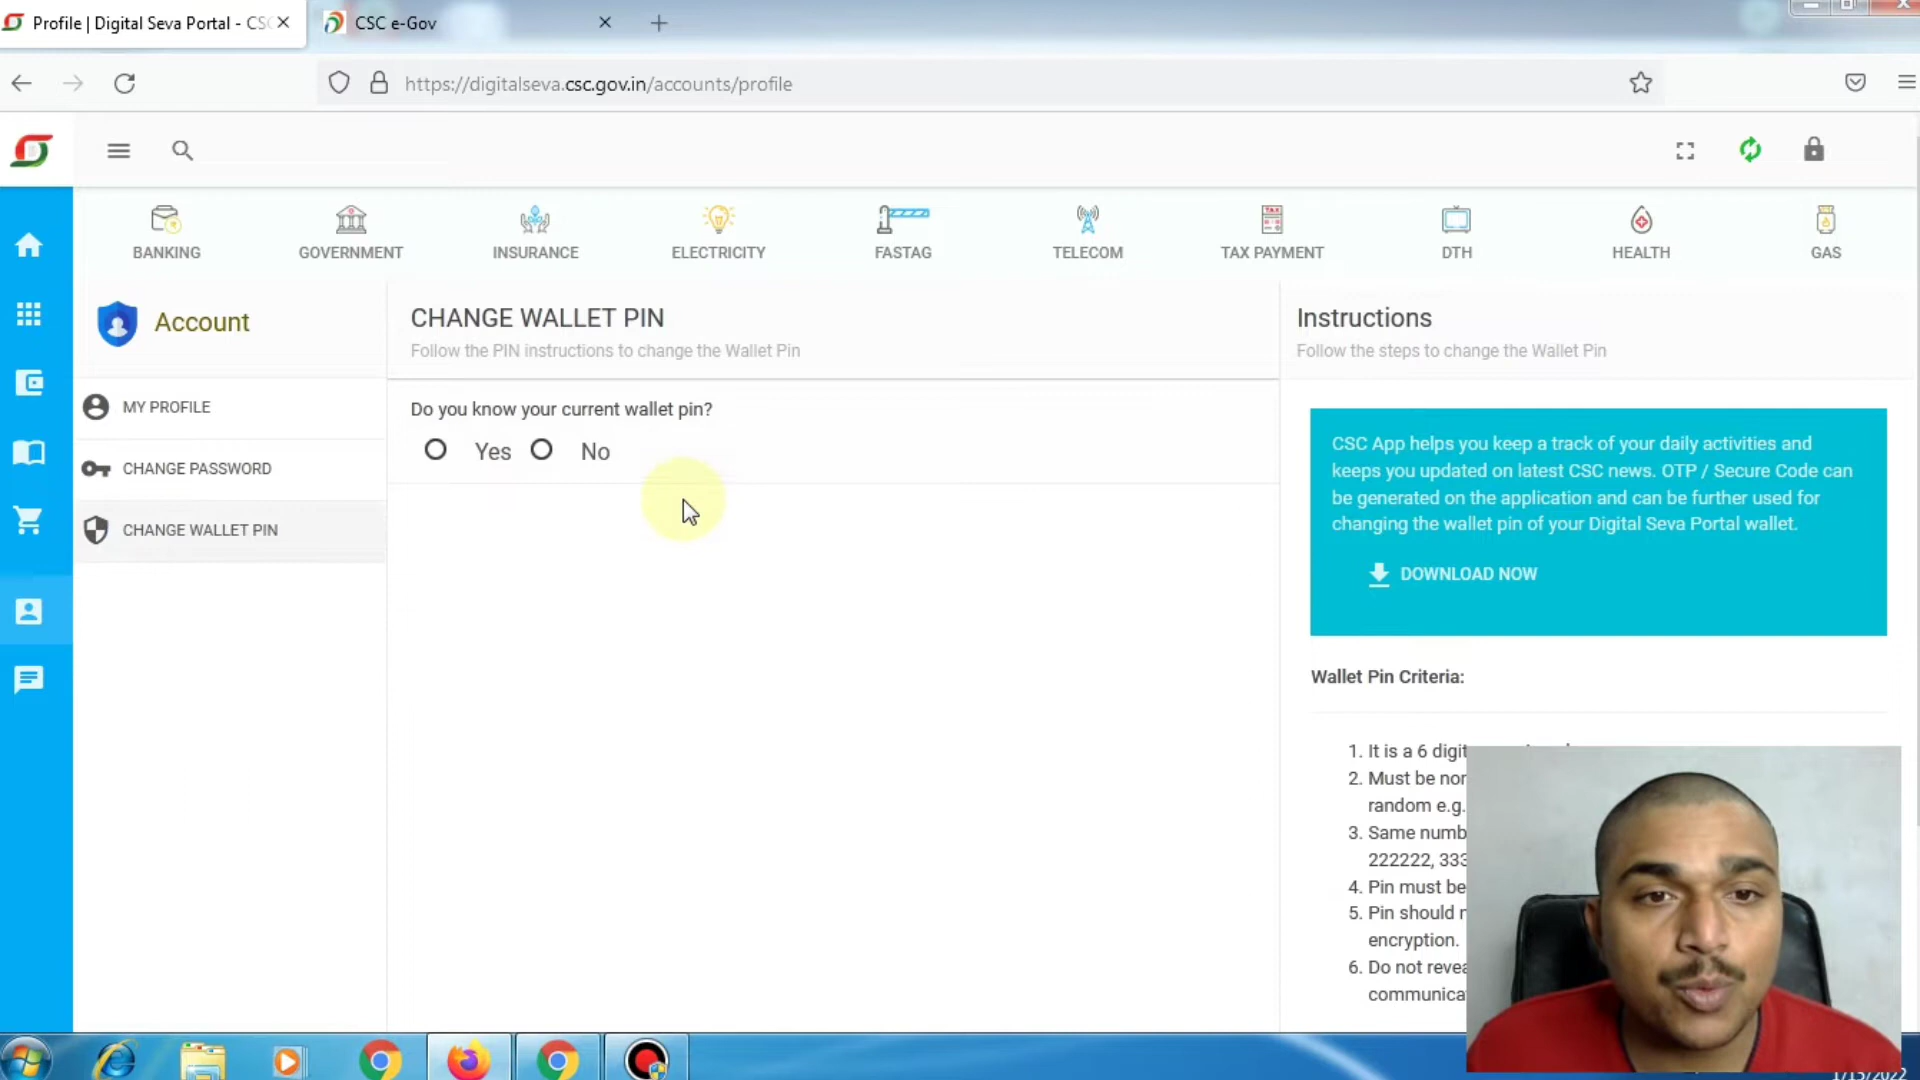 Profile | Digital Seva Portal - CSC
CSC e-Gov
https://digitalseva.csc.gov.in/accounts/profile
BANKING
GOVERNMENT
INSURANCE
ELECTRICITY
FASTAG
TELECOM
TAX PAYMENT
DTH
HEALTH
GAS
Account
MY PROFILE
CHANGE PASSWORD
CHANGE WALLET PIN
CHANGE WALLET PIN
Follow the PIN instructions to change the Wallet Pin
Do you know your current wallet pin?
Yes
No
Instructions
Follow the steps to change the Wallet Pin
CSC App helps you keep a track of your daily activities and
keeps you updated on latest CSC news. OTP / Secure Code can
be generated on the application and can be further used for
changing the wallet pin of your Digital Seva Portal wallet.
DOWNLOAD NOW
Wallet Pin Criteria:
1. It is a 6 digit
2. Must be
random e.g.
3. Same
222222,
4. Pin must be
5. Pin should
encryption.
6. Do not
1/13/2022